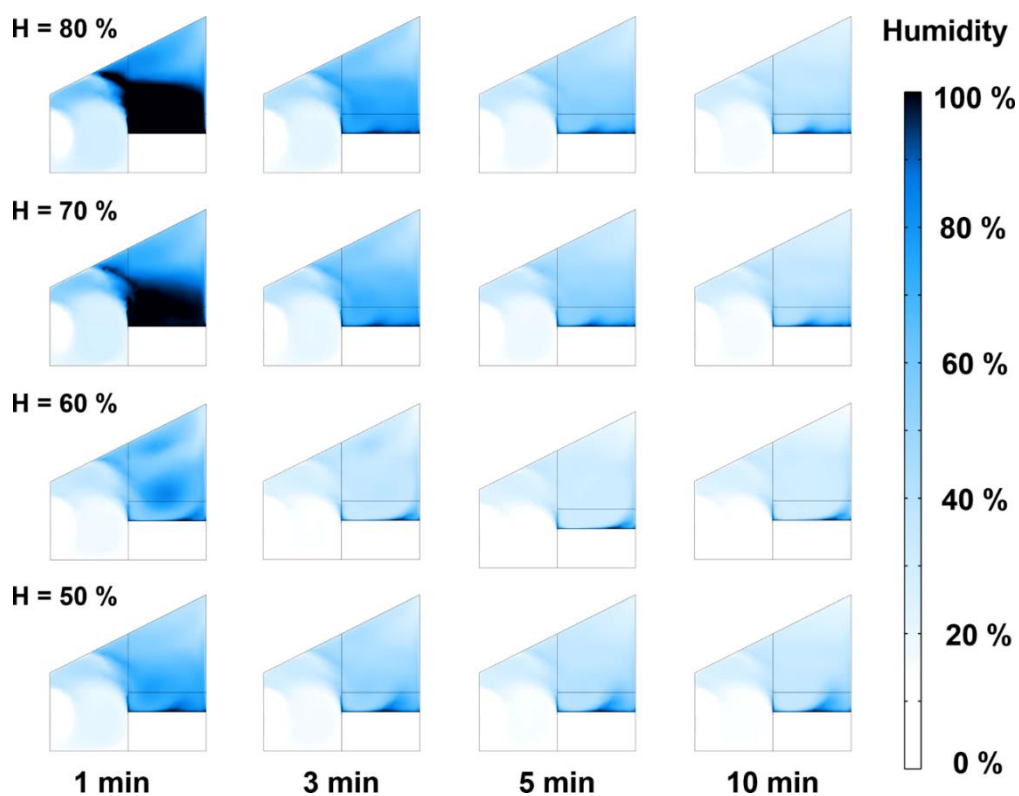 H = 80 %
H = 70 %
H = 60 %
H = 50 %
1 min
3 min
5 min
10 min
Humidity
100 %
80 %
60 %
40 %
20 %
0 %